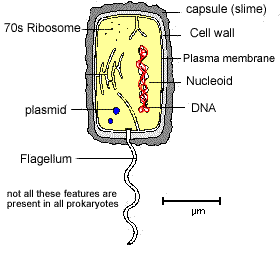 capsule (slime)
70s Ribosome
Cell wall
Plasma membrane
Nucleoid
plasmid
DNA
Flagellum
not all these features are
present in all prokaryotes
µm